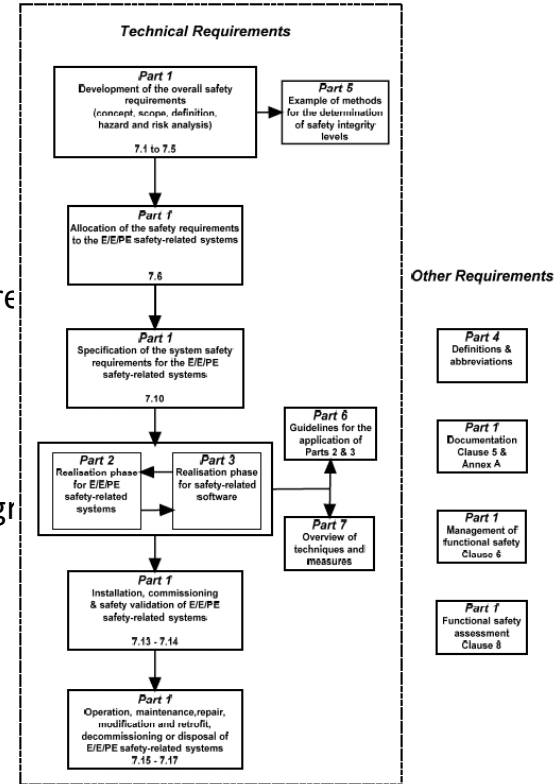 Technical Requirements
Part 1
Development of the overall safety
requirements
(concept, scope, definition,
hazard and risk analysis)
7.1 to 7.5
Part 5
Example of methods
for the determination
of safety integrity
levels
Part 1
Allocation of the safety requirements
to the E/E/PE safety-related systems
7.6
Other Requirements
Part 4
Definitions &
abbreviations
Part 1
Specification of the system safety
requirements for the E/E/PE
safety-related systems
7.10
Part 6
Guidelines for the
application of
Parts 2 & 3
Part 1
Documentation
Clause 5 &
Annex A
Part 2
Realisation phase
for E/E/PE
safety-related
systems
Part 3
Realisation phase
for safety-related
software
Part 7
Overview of
techniques and
measures
Part 1
Management of
functional safety
Clause 6
Part 1
Installation, commissioning
& safety validation of E/E/PE
safety-related systems
7.13 - 7.14
Part 1
Functional safety
assessment
Clause 8
Part 1
Operation, maintenance,repair,
modification and retrofit,
decommissioning or disposal of
E/E/PE safety-related systems
7.15 - 7.17